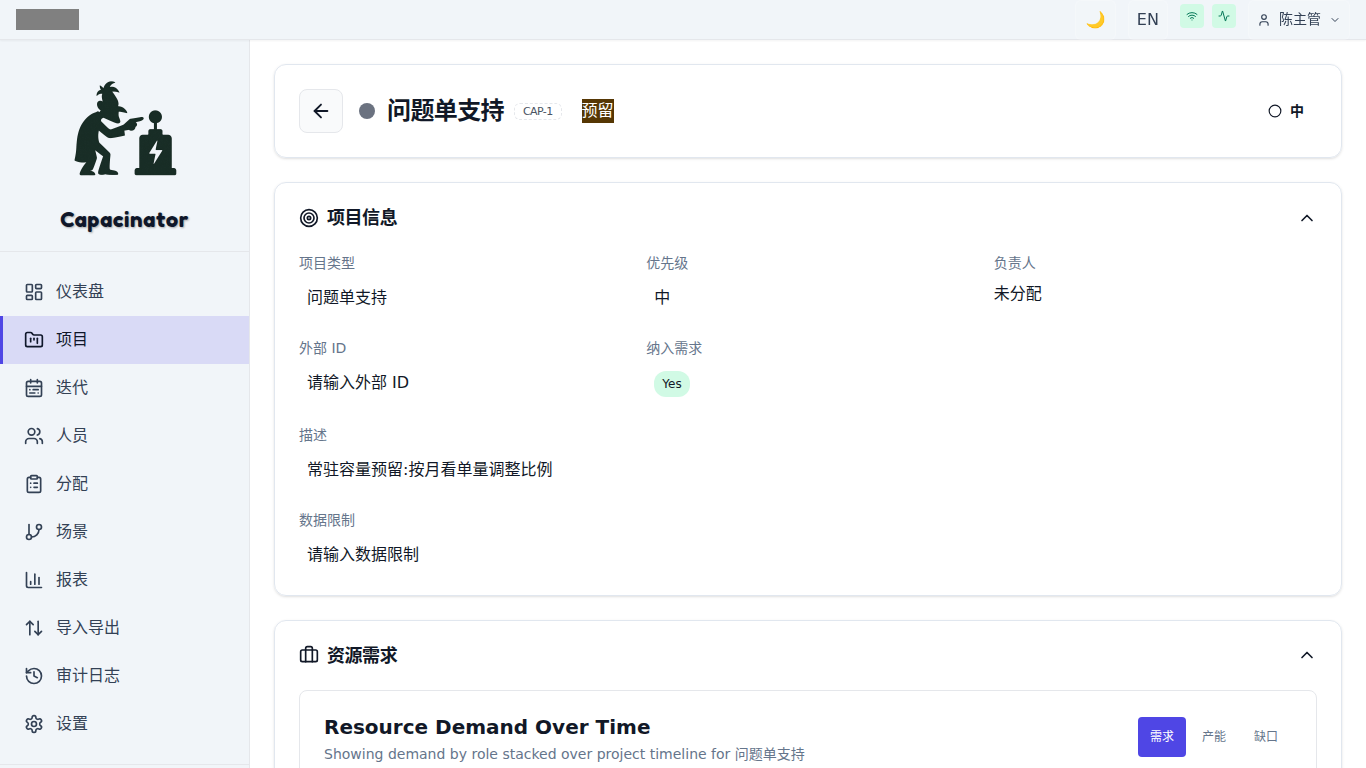 EN
陈主管
Capacinator
仪表盘
项目
迭代
人员
分配
场景
报表
导入导出
审计日志
设置
问题单支持 CAP-1 预留
中
项目信息
项目类型 优先级 负责人
问题单支持 中 未分配
外部 ID 纳入需求
请输入外部 ID Yes
描述
常驻容量预留:按月看单量调整比例
数据限制
请输入数据限制
资源需求
Resource Demand Over Time
Showing demand by role stacked over project timeline for 问题单支持
需求 产能 缺口